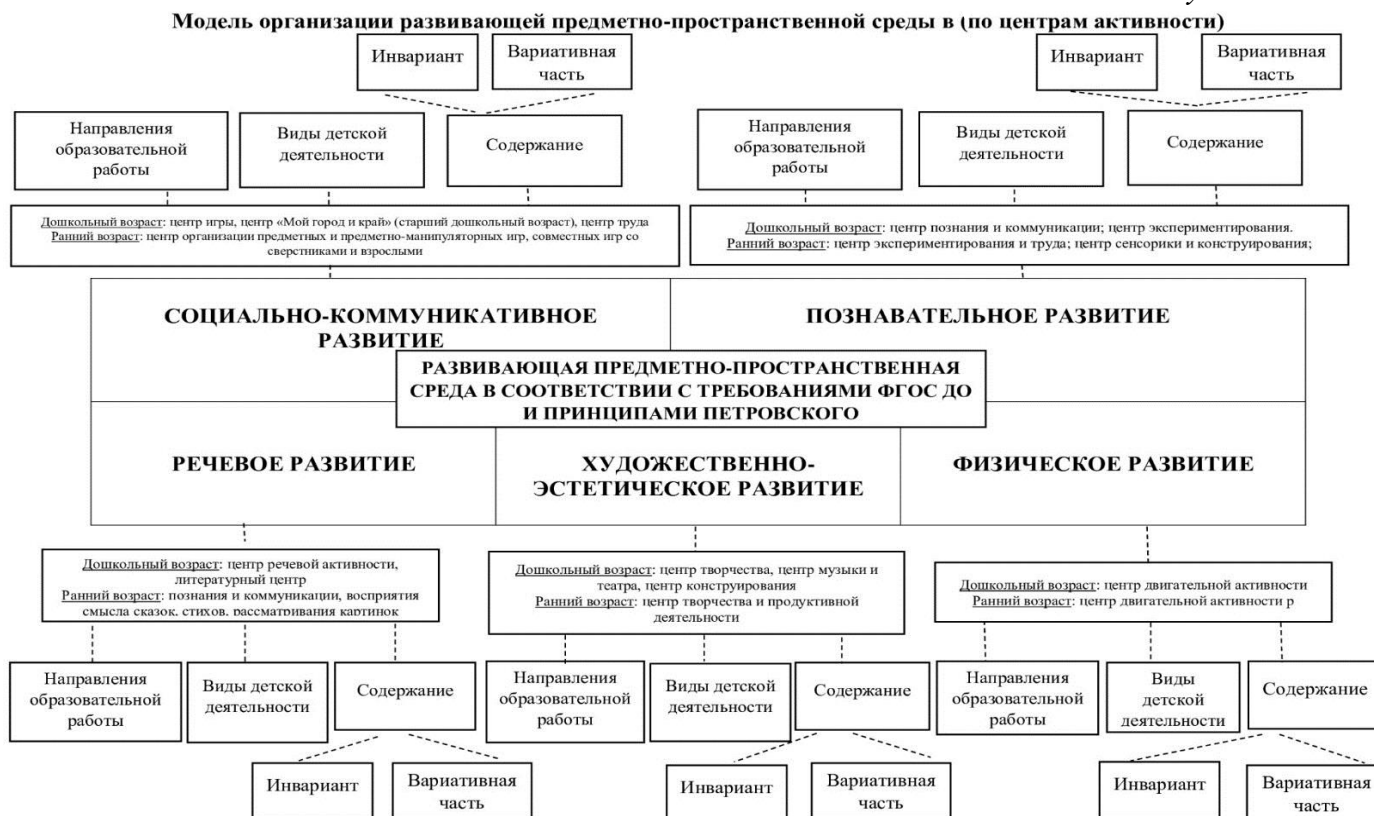 Модель организации развивающей предметно-пространственной среды в (по центрам активности)
Инвариант
Вариативная
часть
Инвариант
Вариативная
часть
Направления
образовательной
работы
Виды детской
деятельности
Содержание
Направления
образовательной
работы
Виды детской
деятельности
Содержание
Дошкольный возраст: центр игры, центр «Мой город и край» (старший дошкольный возраст), центр труда
Ранний возраст: центр организации предметных и предметно-манипуляторных игр, совместных игр со
сверстниками и взрослыми
Дошкольный возраст: центр познания и коммуникации; центр экспериментирования.
Ранний возраст: центр экспериментирования и труда; центр сенсорики и конструирования;
СОЦИАЛЬНО-КОММУНИКАТИВНОЕ
РАЗВИТИЕ
ПОЗНАВАТЕЛЬНОЕ РАЗВИТИЕ
РАЗВИВАЮЩАЯ ПРЕДМЕТНО-ПРОСТРАНСТВЕННАЯ
СРЕДА В СООТВЕТСТВИИ С ТРЕБОВАНИЯМИ ФГОС ДО
И ПРИНЦИПАМИ ПЕТРОВСКОГО
РЕЧЕВОЕ РАЗВИТИЕ
ХУДОЖЕСТВЕННО-
ЭСТЕТИЧЕСКОЕ РАЗВИТИЕ
ФИЗИЧЕСКОЕ РАЗВИТИЕ
Дошкольный возраст: центр речевой активности,
литературный центр
Ранний возраст: познания и коммуникации, восприятия
смысла сказок, стихов, рассматривания картинок
Дошкольный возраст: центр творчества, центр музыки и
театра, центр конструирования
Ранний возраст: центр творчества и продуктивной
деятельности
Дошкольный возраст: центр двигательной активности
Ранний возраст: центр двигательной активности р
Направления
образовательной
работы
Виды детской
деятельности
Содержание
Направления
образовательной
работы
Виды детской
деятельности
Содержание
Направления
образовательной
работы
Виды
детской
деятельности
Содержание
Инвариант
Вариативная
часть
Инвариант
Вариативная
часть
Инвариант
Вариативная
часть